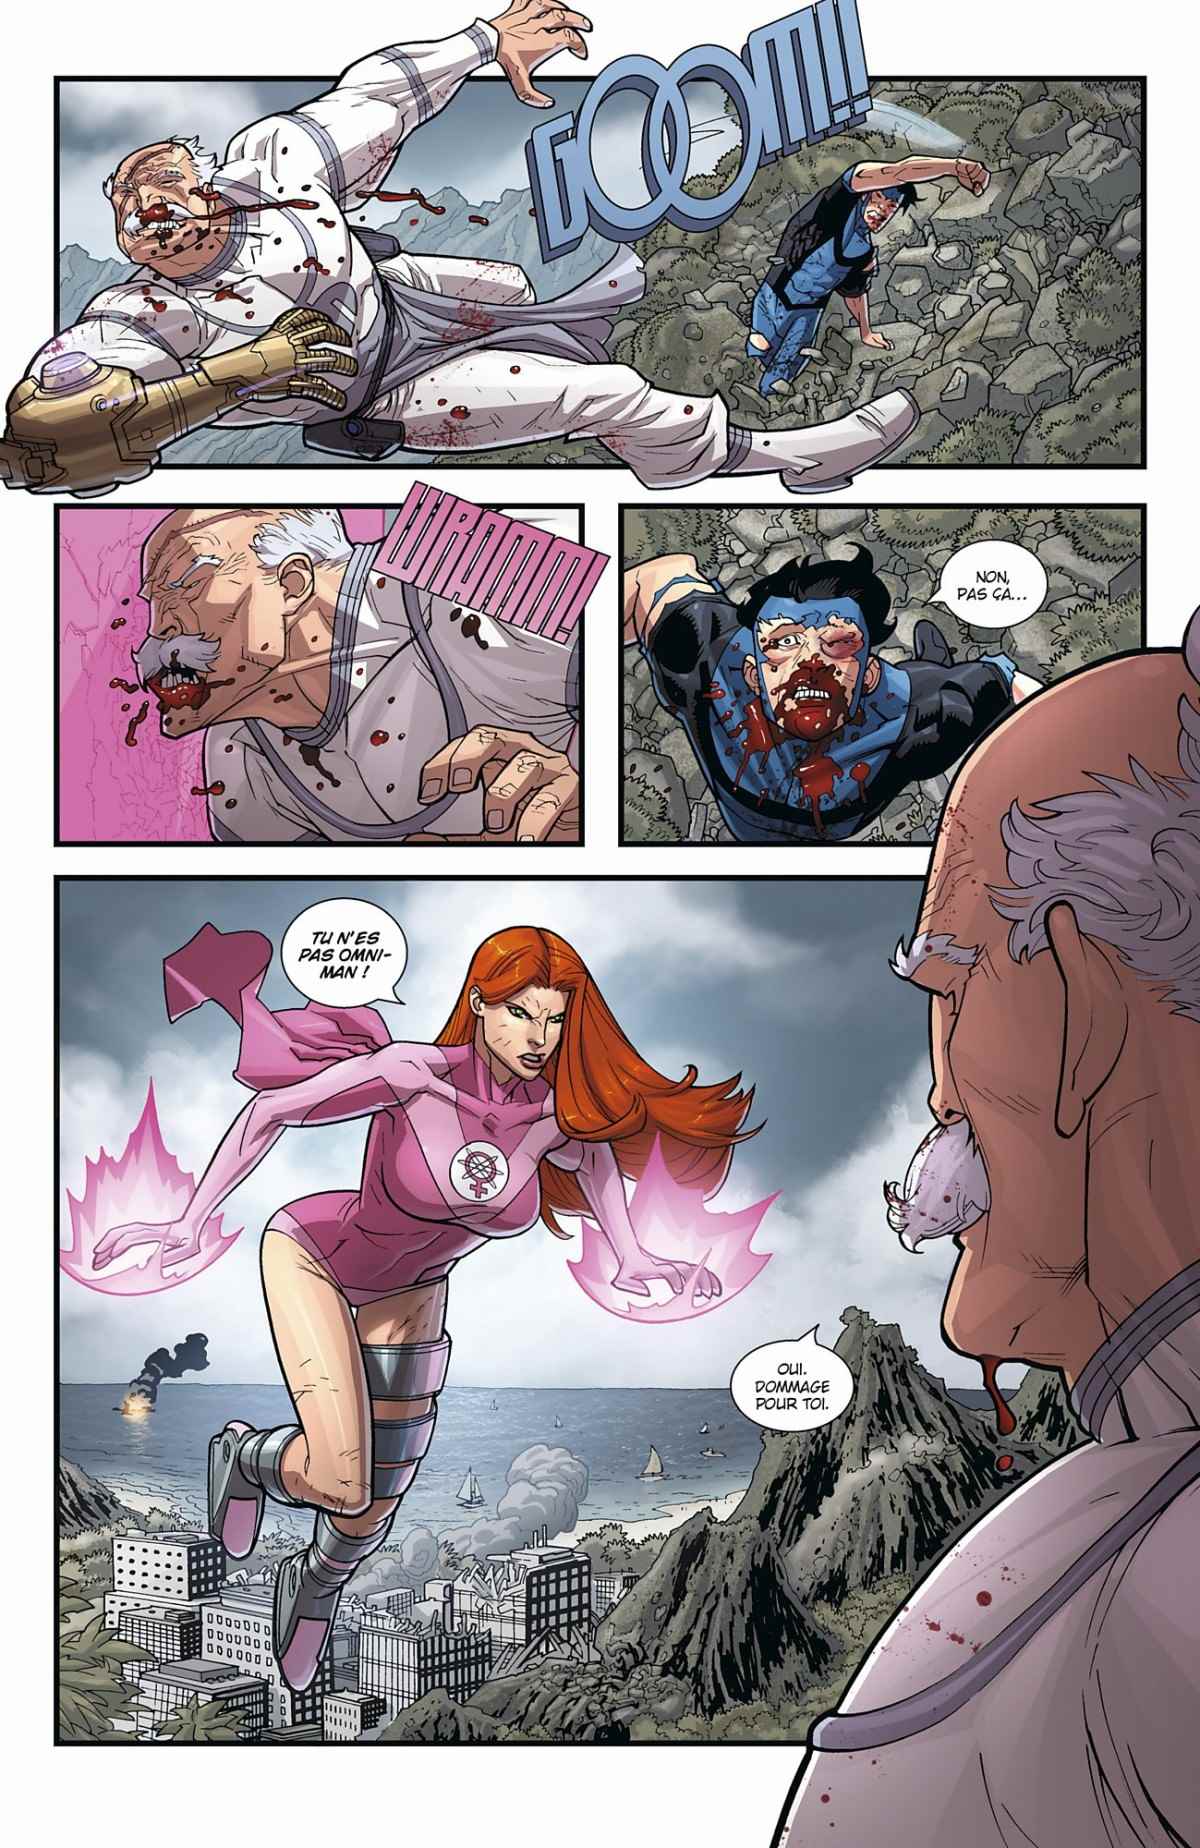 GOOM!!
WRAMM!
NON,
PAS ÇA...
TU N'ES
PAS OMNI-
MAN !
OUI.
DOMMAGE
POUR TOI.